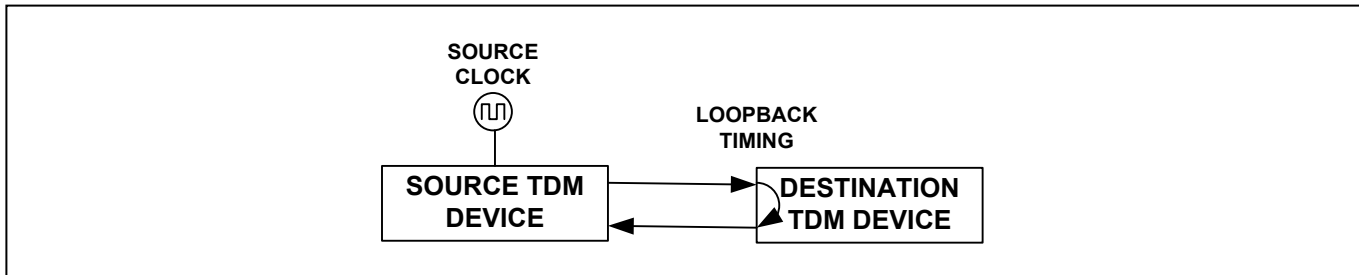 SOURCE
CLOCK
LOOPBACK
TIMING
SOURCE TDM
DEVICE
DESTINATION
TDM DEVICE